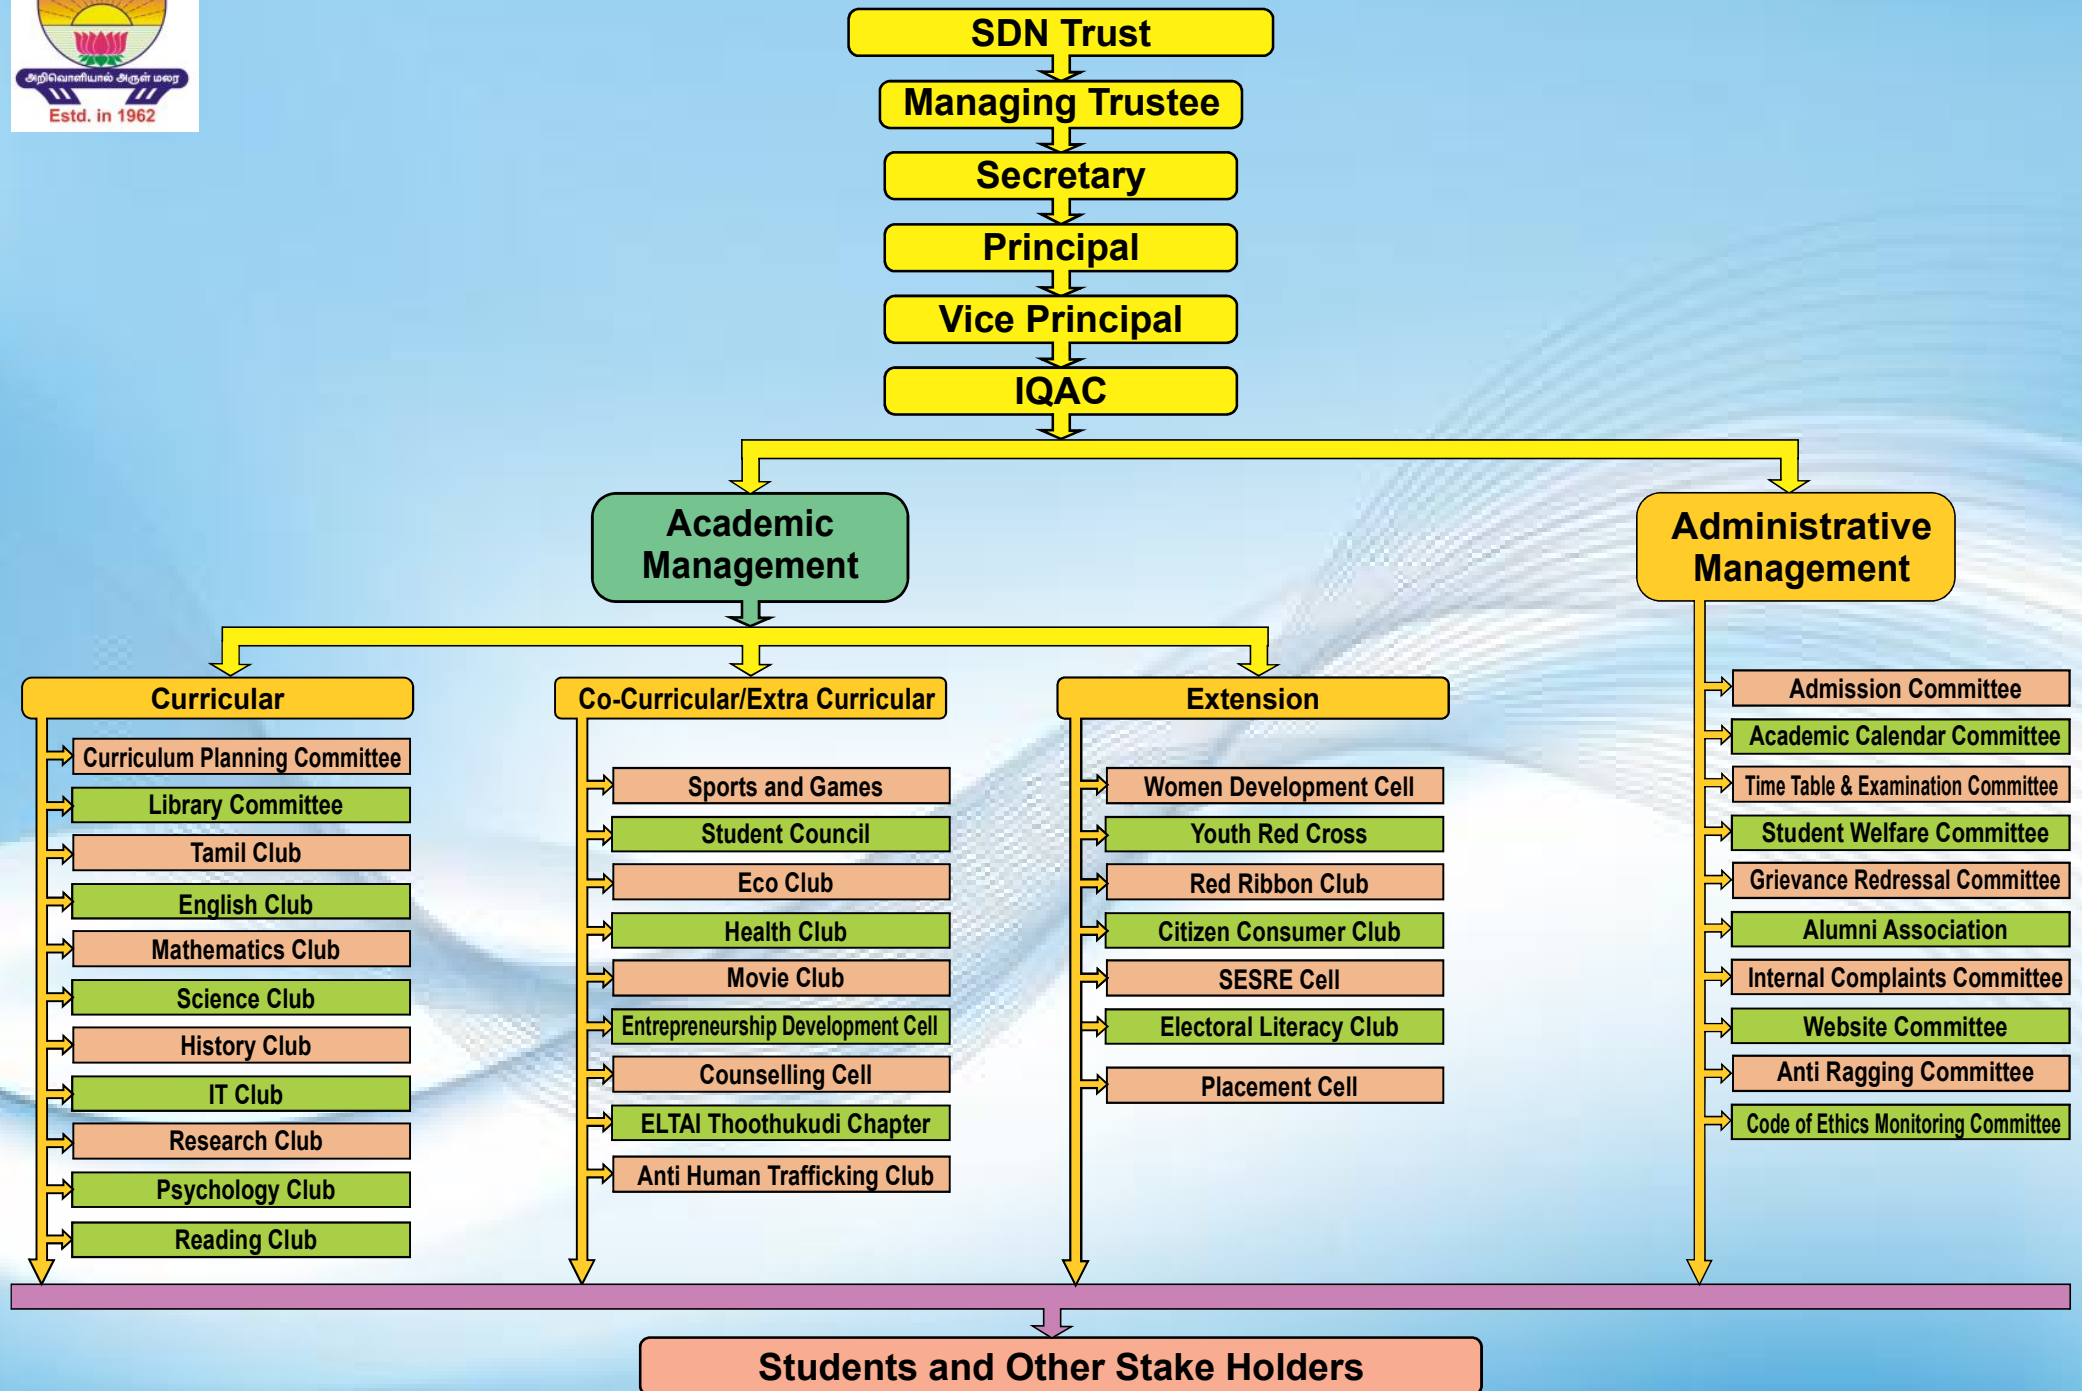 அறிவொளியால் அருள் மலர
Estd. in 1962
SDN Trust
Managing Trustee
Secretary
Principal
Vice Principal
IQAC
Academic
Management
Administrative
Management
Curricular
Curriculum Planning Committee
Library Committee
Tamil Club
English Club
Mathematics Club
Science Club
History Club
IT Club
Research Club
Psychology Club
Reading Club
Co-Curricular/Extra Curricular
Sports and Games
Student Council
Eco Club
Health Club
Movie Club
Entrepreneurship Development Cell
Counselling Cell
ELTAI Thoothukudi Chapter
Anti Human Trafficking Club
Extension
Women Development Cell
Youth Red Cross
Red Ribbon Club
Citizen Consumer Club
SESRE Cell
Electoral Literacy Club
Placement Cell
Admission Committee
Academic Calendar Committee
Time Table & Examination Committee
Student Welfare Committee
Grievance Redressal Committee
Alumni Association
Internal Complaints Committee
Website Committee
Anti Ragging Committee
Code of Ethics Monitoring Committee
Students and Other Stake Holders